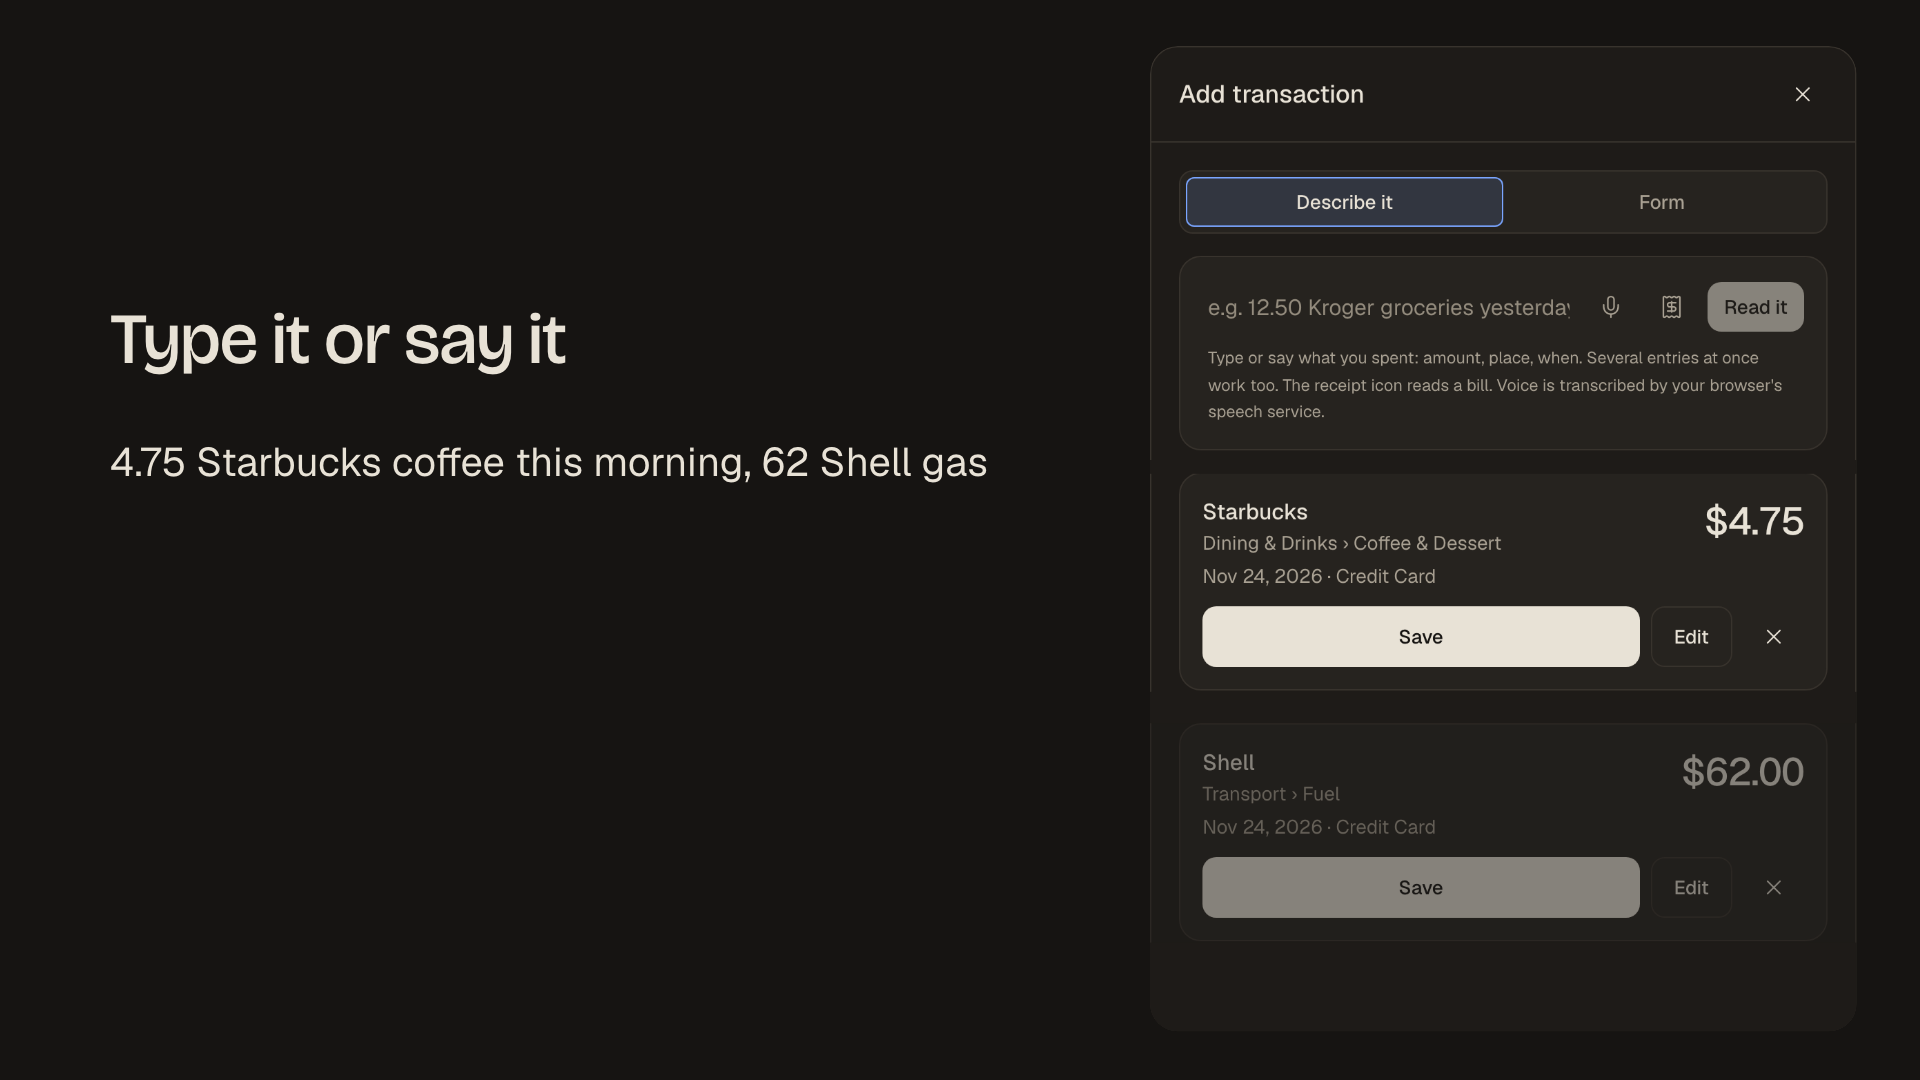 Type it or say it
4.75 Starbucks coffee this morning, 62 Shell gas
Add transaction
Describe it
Form
e.g. 12.50 Kroger groceries yesterday
Read it
Type or say what you spent: amount, place, when. Several entries at once
work too. The receipt icon reads a bill. Voice is transcribed by your browser's
speech service.
Starbucks
$4.75
Dining & Drinks › Coffee & Dessert
Nov 24, 2026 · Credit Card
Save
Edit
Shell
$62.00
Transport › Fuel
Nov 24, 2026 · Credit Card
Save
Edit